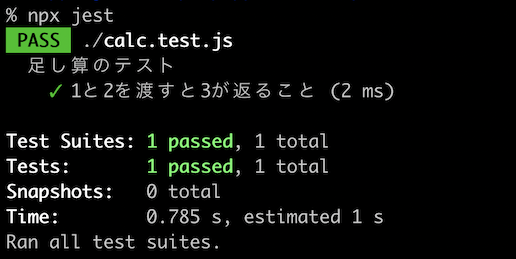 % npx jest
PASS ./calc.test.js
足し算のテスト
✓ 1と2を渡すと3が返ること (2 ms)
Test Suites: 1 passed, 1 total
Tests: 1 passed, 1 total
Snapshots: 0 total
Time: 0.785 s, estimated 1 s
Ran all test suites.